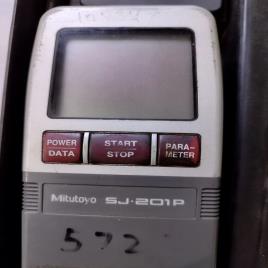 POWER DATA
START STOP
PARA-METER
Mitutoyo SJ-201P
572